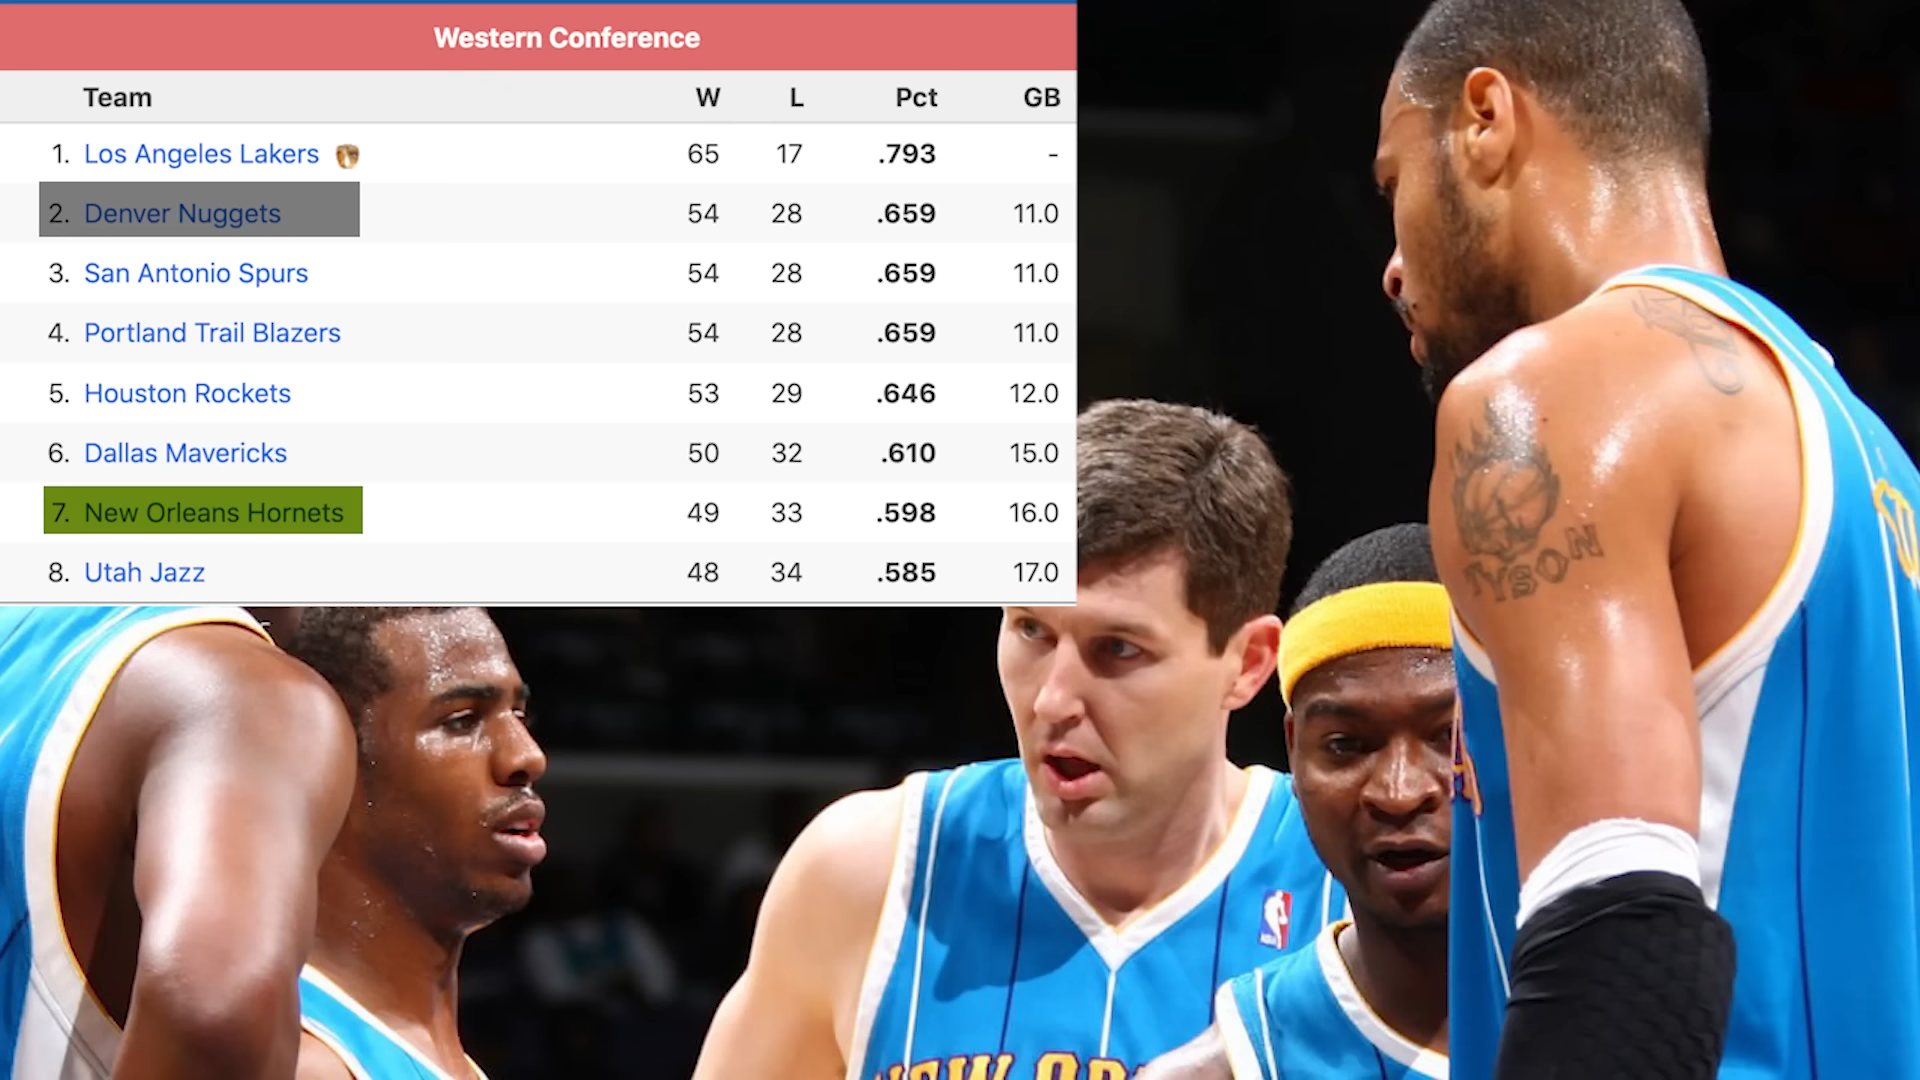 Western Conference
Team W L Pct GB
1. Los Angeles Lakers 65 17 .793 -
2. Denver Nuggets 54 28 .659 11.0
3. San Antonio Spurs 54 28 .659 11.0
4. Portland Trail Blazers 54 28 .659 11.0
5. Houston Rockets 53 29 .646 12.0
6. Dallas Mavericks 50 32 .610 15.0
7. New Orleans Hornets 49 33 .598 16.0
8. Utah Jazz 48 34 .585 17.0
TYSON
NBA